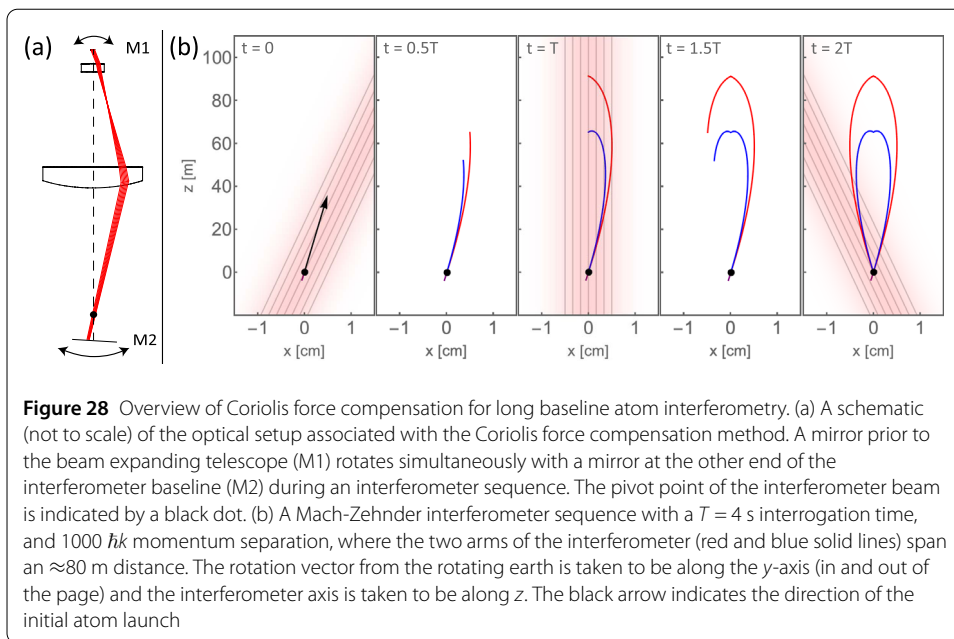 (a)
M1
M2
(b)
t = 0
t = 0.5T
t = T
t = 1.5T
t = 2T
100
80
60
40
20
0
z [m]
−1 0 1
−1 0 1
−1 0 1
−1 0 1
−1 0 1
x [cm]
x [cm]
x [cm]
x [cm]
x [cm]
Figure 28 Overview of Coriolis force compensation for long baseline atom interferometry. (a) A schematic
(not to scale) of the optical setup associated with the Coriolis force compensation method. A mirror prior to
the beam expanding telescope (M1) rotates simultaneously with a mirror at the other end of the
interferometer baseline (M2) during an interferometer sequence. The pivot point of the interferometer beam
is indicated by a black dot. (b) A Mach-Zehnder interferometer sequence with a T = 4 s interrogation time,
and 1000 ℏk momentum separation, where the two arms of the interferometer (red and blue solid lines) span
an ≈80 m distance. The rotation vector from the rotating earth is taken to be along the y-axis (in and out of
the page) and the interferometer axis is taken to be along z. The black arrow indicates the direction of the
initial atom launch